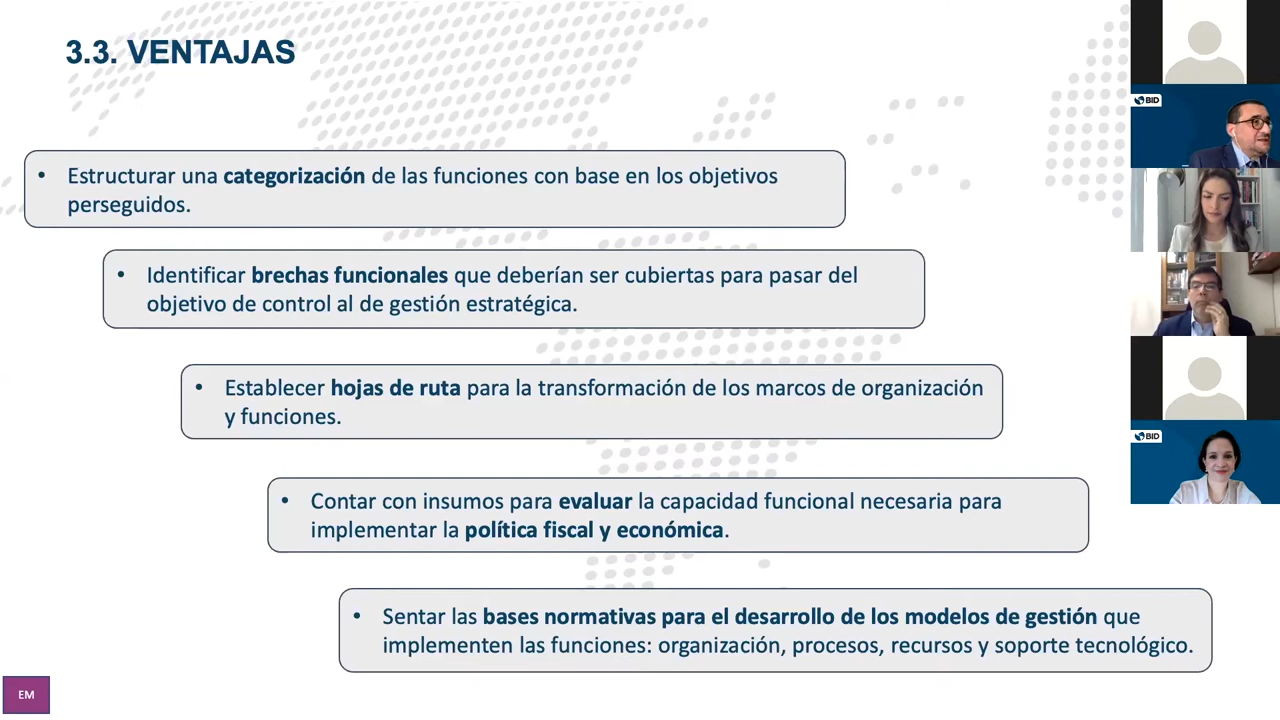 3.3. VENTAJAS
• Estructurar una categorización de las funciones con base en los objetivos
perseguidos.
• Identificar brechas funcionales que deberían ser cubiertas para pasar del
objetivo de control al de gestión estratégica.
• Establecer hojas de ruta para la transformación de los marcos de organización
y funciones.
• Contar con insumos para evaluar la capacidad funcional necesaria para
implementar la política fiscal y económica.
• Sentar las bases normativas para el desarrollo de los modelos de gestión que
implementen las funciones: organización, procesos, recursos y soporte tecnológico.
EM
BID
BID